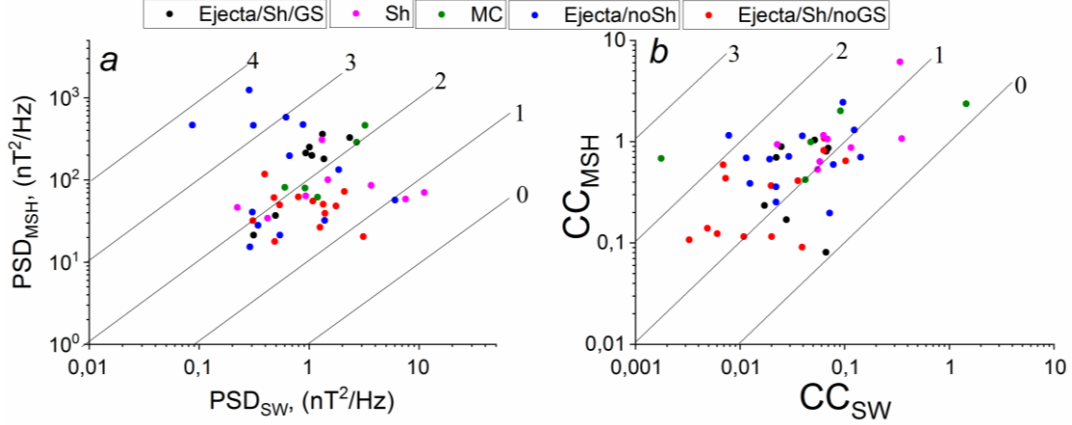 Ejecta/Sh/GS Sh MC Ejecta/noSh Ejecta/Sh/noGS
a
4
3
2
1
0
10³
10²
10¹
10⁰
PSD_MSH, (nT²/Hz)
0,01 0,1 1 10
PSD_SW, (nT²/Hz)
b
3
2
1
0
10
1
0,1
0,01
CC_MSH
0,001 0,01 0,1 1 10
CC_SW